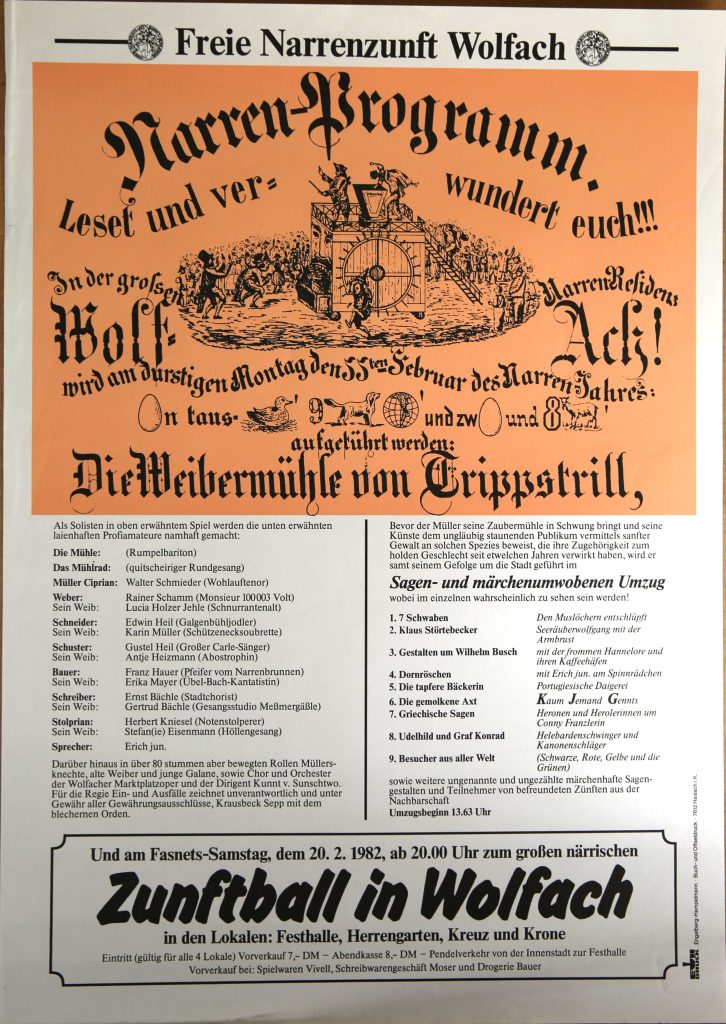 Freie Narrenzunft Wolfach
Narren-Programm.
Leset und ver= wundert euch!!!
In der grossen NarrenResidenz
Wolf= Ach!
wird am durstigen Montag den 55ten Februar des Narren Jahres:
n taus- 9 und zw und 8
aufgeführt werden:
Die Weibermühle von Trippstrill,
Als Solisten in oben erwähntem Spiel werden die unten erwähnten
laienhaften Profiamateure namhaft gemacht:
Die Mühle: (Rumpelbariton)
Das Mühlrad: (quitscheiriger Rundgesang)
Müller Ciprian: Walter Schmieder (Wohlauftenor)
Weber: Rainer Schamm (Monsieur 100003 Volt)
Sein Weib: Lucia Holzer Jehle (Schnurrantenalt)
Schneider: Edwin Heil (Galgenbühljodler)
Sein Weib: Karin Müller (Schützenecksoubrette)
Schuster: Gustel Heil (Großer Carle-Sänger)
Sein Weib: Antje Heizmann (Abostrophin)
Bauer: Franz Hauer (Pfeifer vom Narrenbrunnen)
Sein Weib: Erika Mayer (Übel-Bach-Kantatistin)
Schreiber: Ernst Bächle (Stadtchorist)
Sein Weib: Gertrud Bächle (Gesangsstudio Meßmergäßle)
Stolprian: Herbert Kniesel (Notenstolperer)
Sein Weib: Stefan(ie) Eisenmann (Höllengesang)
Sprecher: Erich jun.
Darüber hinaus in über 80 stummen aber bewegten Rollen Müllers-
knechte, alte Weiber und junge Galane, sowie Chor und Orchester
der Wolfacher Marktplatzoper und der Dirigent Kunnt v. Sunschtwo.
Für die Regie Ein- und Ausfälle zeichnet unverantwortlich und unter
Gewähr aller Gewährungsausschlüsse, Krausbeck Sepp mit dem
blechernen Orden.
Bevor der Müller seine Zaubermühle in Schwung bringt und seine
Künste dem ungläubig staunenden Publikum vermittels sanfter
Gewalt an solchen Spezies beweist, die ihre Zugehörigkeit zum
holden Geschlecht seit etwelchen Jahren verwirkt haben, wird er
samt seinem Gefolge um die Stadt geführt im
Sagen- und märchenumwobenen Umzug
wobei im einzelnen wahrscheinlich zu sehen sein werden!
1. 7 Schwaben Den Muslöchern entschlüpft
2. Klaus Störtebecker Seeräuberwolfgang mit der
Armbrust
3. Gestalten um Wilhelm Busch mit der frommen Hannelore und
ihren Kaffeehäfen
4. Dornröschen mit Erich jun. am Spinnrädchen
5. Die tapfere Bäckerin Portugiesische Daigerei
6. Die gemolkene Axt Kaum Jemand Gennts
7. Griechische Sagen Heronen und Herolerinnen um
Conny Franzlerin
8. Udelhild und Graf Konrad Helebardenschwinger und
Kanonenschläger
9. Besucher aus aller Welt (Schwarze, Rote, Gelbe und die
Grünen)
sowie weitere ungenannte und ungezählte märchenhafte Sagen-
gestalten und Teilnehmer von befreundeten Zünften aus der
Nachbarschaft
Umzugsbeginn 13.63 Uhr
Und am Fasnets-Samstag, dem 20. 2. 1982, ab 20.00 Uhr zum großen närrischen
Zunftball in Wolfach
in den Lokalen: Festhalle, Herrengarten, Kreuz und Krone
Eintritt (gültig für alle 4 Lokale) Vorverkauf 7,- DM – Abendkasse 8,- DM – Pendelverkehr von der Innenstadt zur Festhalle
Vorverkauf bei: Spielwaren Vivell, Schreibwarengeschäft Moser und Drogerie Bauer
Engelberg-Hempelmann · Buch- und Offsetdruck · 7612 Haslach i. K.